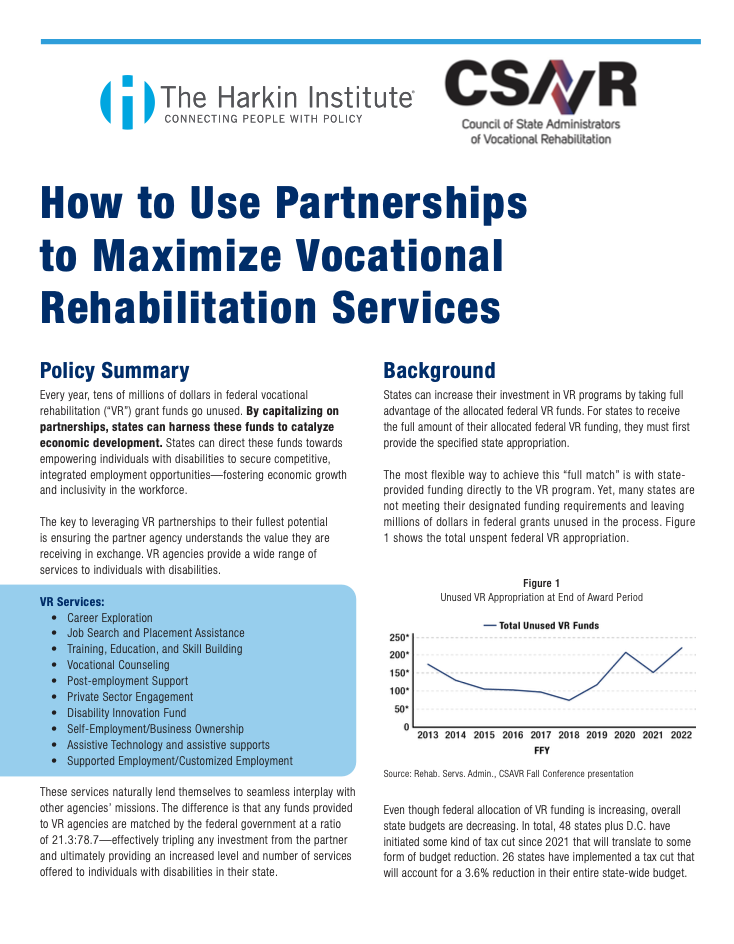 The Harkin Institute®
CONNECTING PEOPLE WITH POLICY
CSAVR
Council of State Administrators
of Vocational Rehabilitation
How to Use Partnerships
to Maximize Vocational
Rehabilitation Services
Policy Summary
Every year, tens of millions of dollars in federal vocational
rehabilitation (“VR”) grant funds go unused. By capitalizing on
partnerships, states can harness these funds to catalyze
economic development. States can direct these funds towards
empowering individuals with disabilities to secure competitive,
integrated employment opportunities—fostering economic growth
and inclusivity in the workforce.
The key to leveraging VR partnerships to their fullest potential
is ensuring the partner agency understands the value they are
receiving in exchange. VR agencies provide a wide range of
services to individuals with disabilities.
VR Services:
• Career Exploration
• Job Search and Placement Assistance
• Training, Education, and Skill Building
• Vocational Counseling
• Post-employment Support
• Private Sector Engagement
• Disability Innovation Fund
• Self-Employment/Business Ownership
• Assistive Technology and assistive supports
• Supported Employment/Customized Employment
These services naturally lend themselves to seamless interplay with
other agencies’ missions. The difference is that any funds provided
to VR agencies are matched by the federal government at a ratio
of 21.3:78.7—effectively tripling any investment from the partner
and ultimately providing an increased level and number of services
offered to individuals with disabilities in their state.
Background
States can increase their investment in VR programs by taking full
advantage of the allocated federal VR funds. For states to receive
the full amount of their allocated federal VR funding, they must first
provide the specified state appropriation.
The most flexible way to achieve this “full match” is with state-
provided funding directly to the VR program. Yet, many states are
not meeting their designated funding requirements and leaving
millions of dollars in federal grants unused in the process. Figure
1 shows the total unspent federal VR appropriation.
Figure 1
Unused VR Appropriation at End of Award Period
Total Unused VR Funds
250*
200*
150*
100*
50*
0
2013 2014 2015 2016 2017 2018 2019 2020 2021 2022
FFY
Source: Rehab. Servs. Admin., CSAVR Fall Conference presentation
Even though federal allocation of VR funding is increasing, overall
state budgets are decreasing. In total, 48 states plus D.C. have
initiated some kind of tax cut since 2021 that will translate to some
form of budget reduction. 26 states have implemented a tax cut that
will account for a 3.6% reduction in their entire state-wide budget.